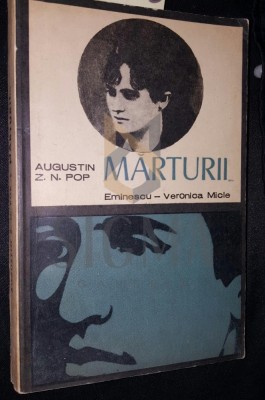 AUGUSTIN
Z. N. POP
MĂRTURII...
Eminescu — Veronica Micle